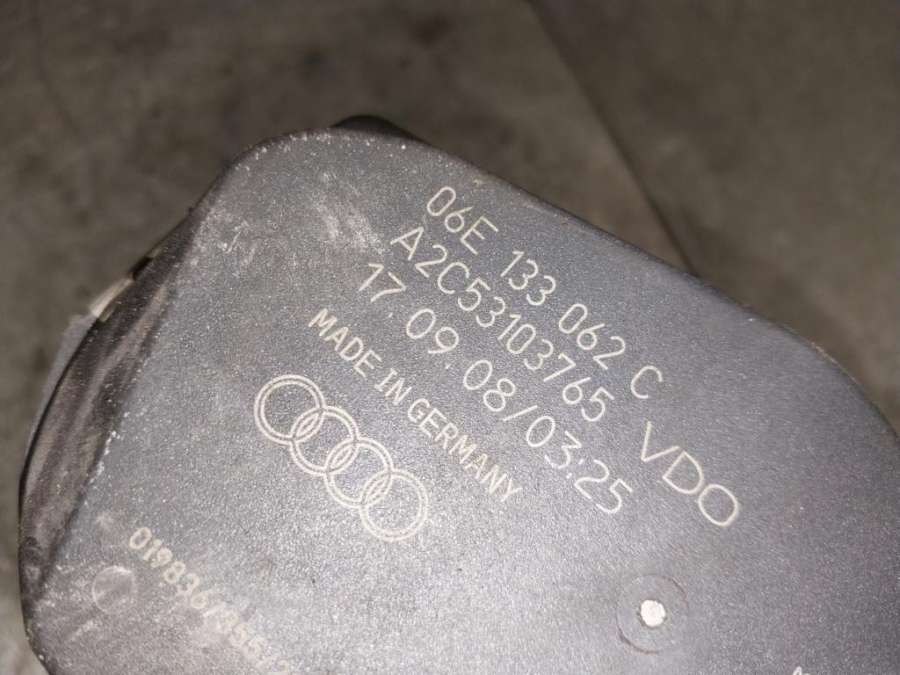 06E 133 062 C
A2C53103765 VDO
17.09.08/03:25
MADE IN GERMANY